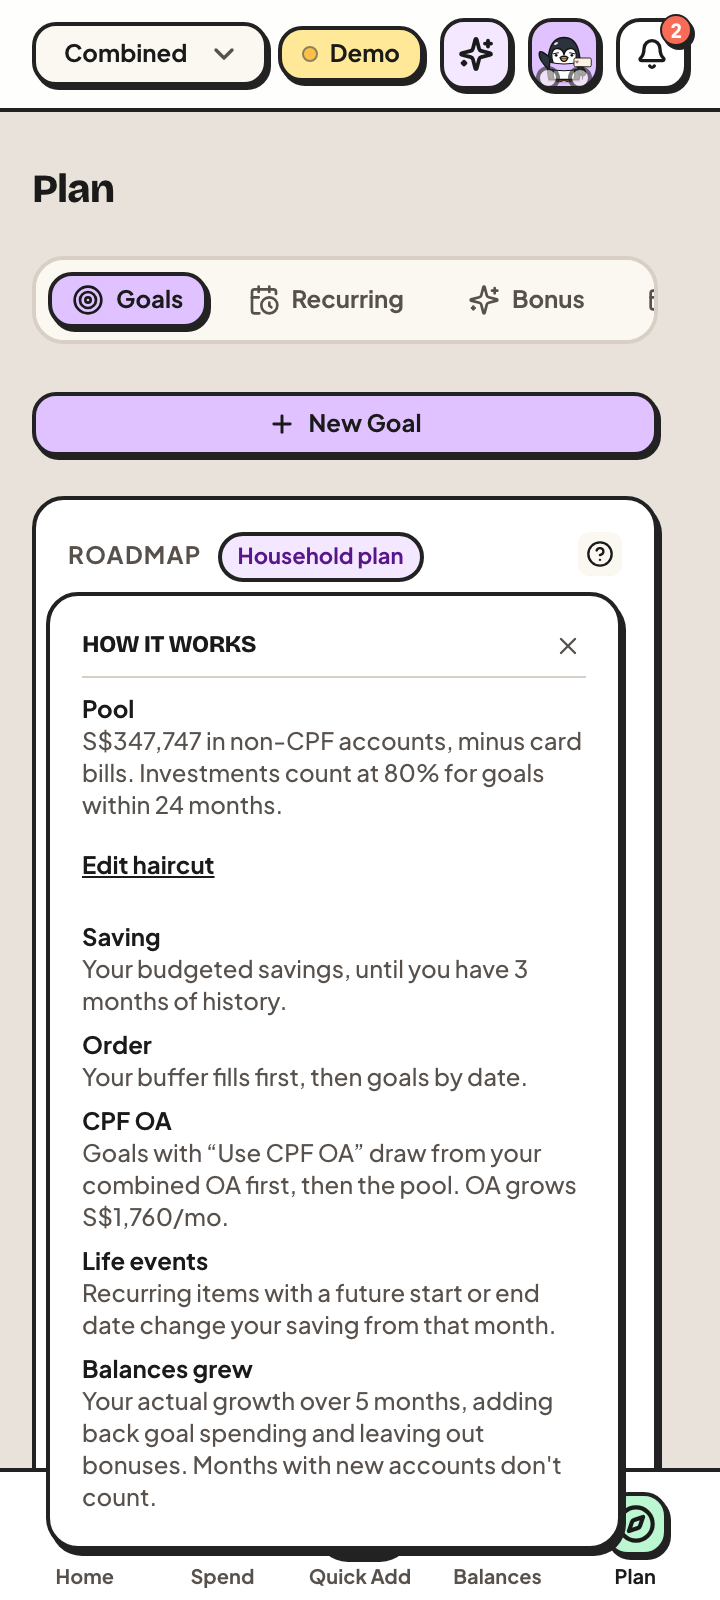 Combined
Demo
2
Plan
Goals
Recurring
Bonus
+ New Goal
ROADMAP
Household plan
HOW IT WORKS
Pool
S$347,747 in non-CPF accounts, minus card
bills. Investments count at 80% for goals
within 24 months.
Edit haircut
Saving
Your budgeted savings, until you have 3
months of history.
Order
Your buffer fills first, then goals by date.
CPF OA
Goals with “Use CPF OA” draw from your
combined OA first, then the pool. OA grows
S$1,760/mo.
Life events
Recurring items with a future start or end
date change your saving from that month.
Balances grew
Your actual growth over 5 months, adding
back goal spending and leaving out
bonuses. Months with new accounts don't
count.
Home
Spend
Quick Add
Balances
Plan